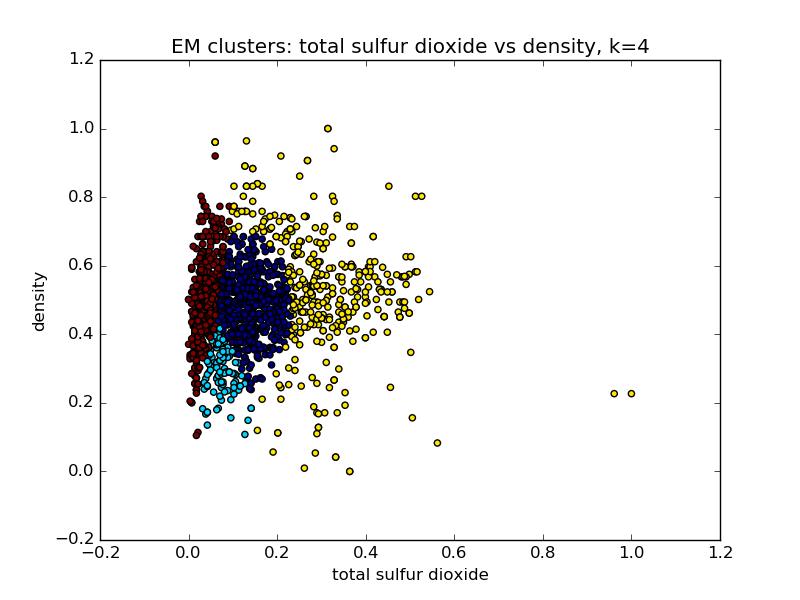 EM clusters: total sulfur dioxide vs density, k=4
1.2
1.0
0.8
0.6
0.4
0.2
0.0
−0.2
density
−0.2 0.0 0.2 0.4 0.6 0.8 1.0 1.2
total sulfur dioxide